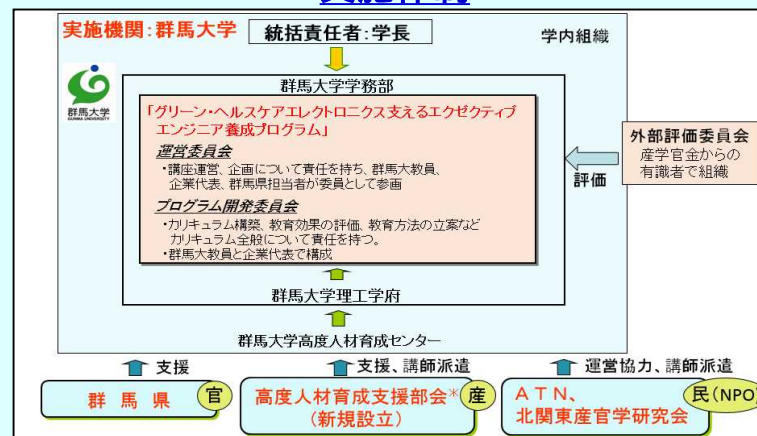 実施機関:群馬大学
統括責任者:学長
学内組織
群馬大学
GUNMA UNIVERSITY
群馬大学学務部
「グリーン・ヘルスケアエレクトロニクス支えるエクゼクティブ
エンジニア養成プログラム」
運営委員会
・講座運営、企画について責任を持ち、群馬大教員、
企業代表、群馬県担当者が委員として参画
プログラム開発委員会
・カリキュラム構築、教育効果の評価、教育方法の立案など
カリキュラム全般について責任を持つ。
・群馬大教員と企業代表で構成
外部評価委員会
産学官金からの
有識者で組織
評価
群馬大学理工学府
群馬大学高度人材育成センター
支援
支援、講師派遣
運営協力、講師派遣
群馬県
官
高度人材育成支援部会※
(新規設立)
産
ATN、
北関東産官学研究会
民(NPO)